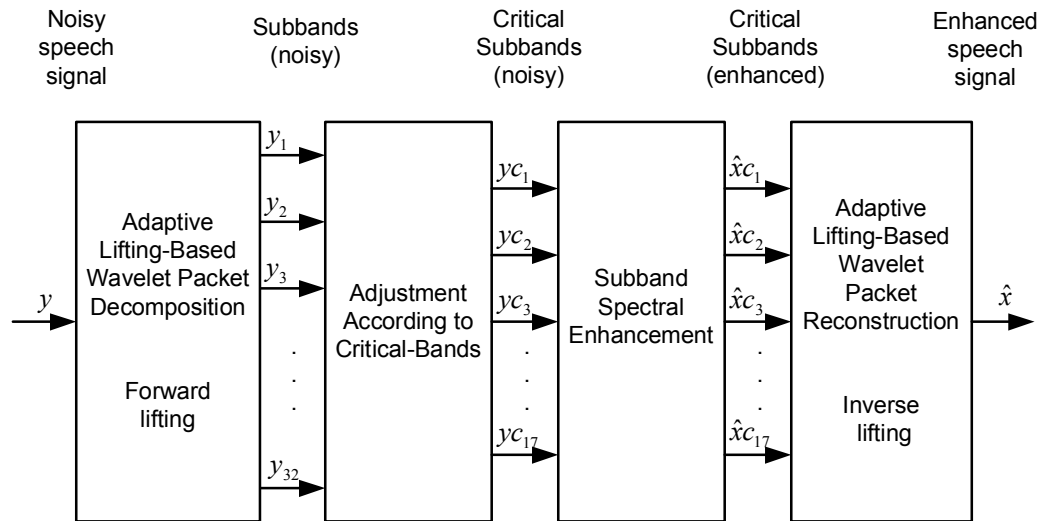 Noisy
speech
signal
Subbands
(noisy)
Critical
Subbands
(noisy)
Critical
Subbands
(enhanced)
Enhanced
speech
signal
y
Adaptive
Lifting-Based
Wavelet Packet
Decomposition
Forward
lifting
y₁
y₂
y₃
.
.
.
y₃₂
Adjustment
According to
Critical-Bands
yc₁
yc₂
yc₃
.
.
.
yc₁₇
Subband
Spectral
Enhancement
x̂c₁
x̂c₂
x̂c₃
.
.
.
x̂c₁₇
Adaptive
Lifting-Based
Wavelet
Packet
Reconstruction
Inverse
lifting
x̂